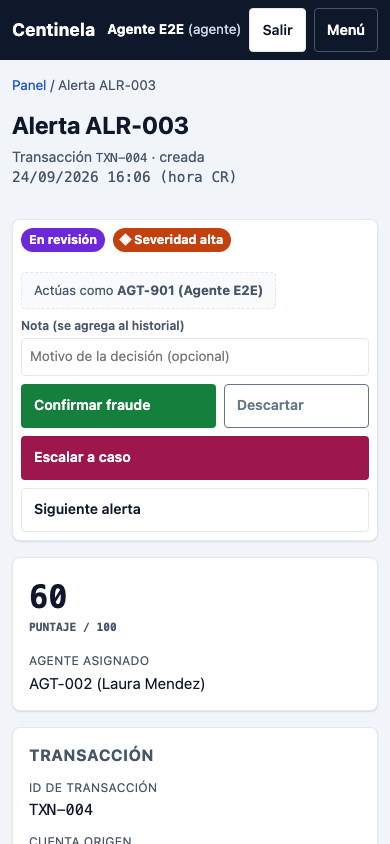 Centinela Agente E2E (agente) Salir Menú
Panel / Alerta ALR-003
Alerta ALR-003
Transacción TXN-004 · creada
24/09/2026 16:06 (hora CR)
En revisión ◆ Severidad alta
Actúas como AGT-901 (Agente E2E)
Nota (se agrega al historial)
Motivo de la decisión (opcional)
Confirmar fraude Descartar
Escalar a caso
Siguiente alerta
60
PUNTAJE / 100
AGENTE ASIGNADO
AGT-002 (Laura Mendez)
TRANSACCIÓN
ID DE TRANSACCIÓN
TXN-004
CUENTA ORIGEN